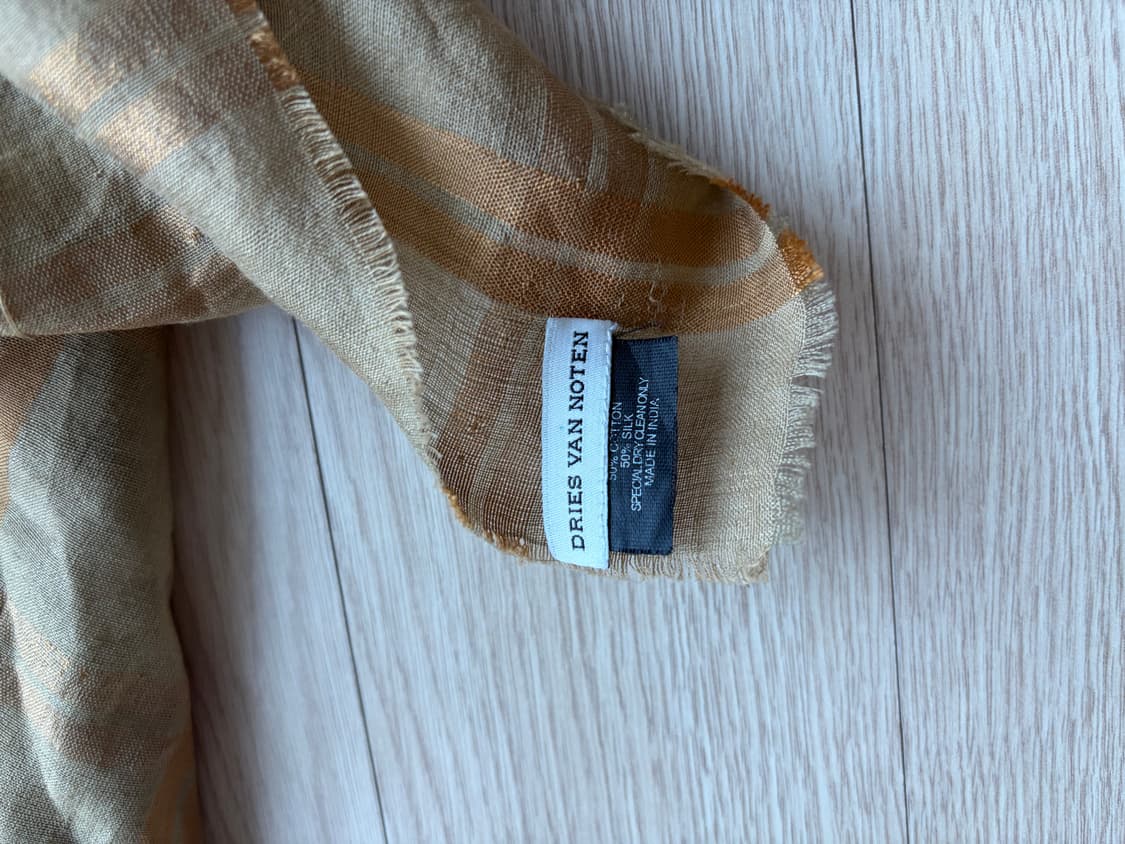 DRIES VAN NOTEN
50% COTTON
50% SILK
SPECIAL DRY CLEAN ONLY
MADE IN INDIA